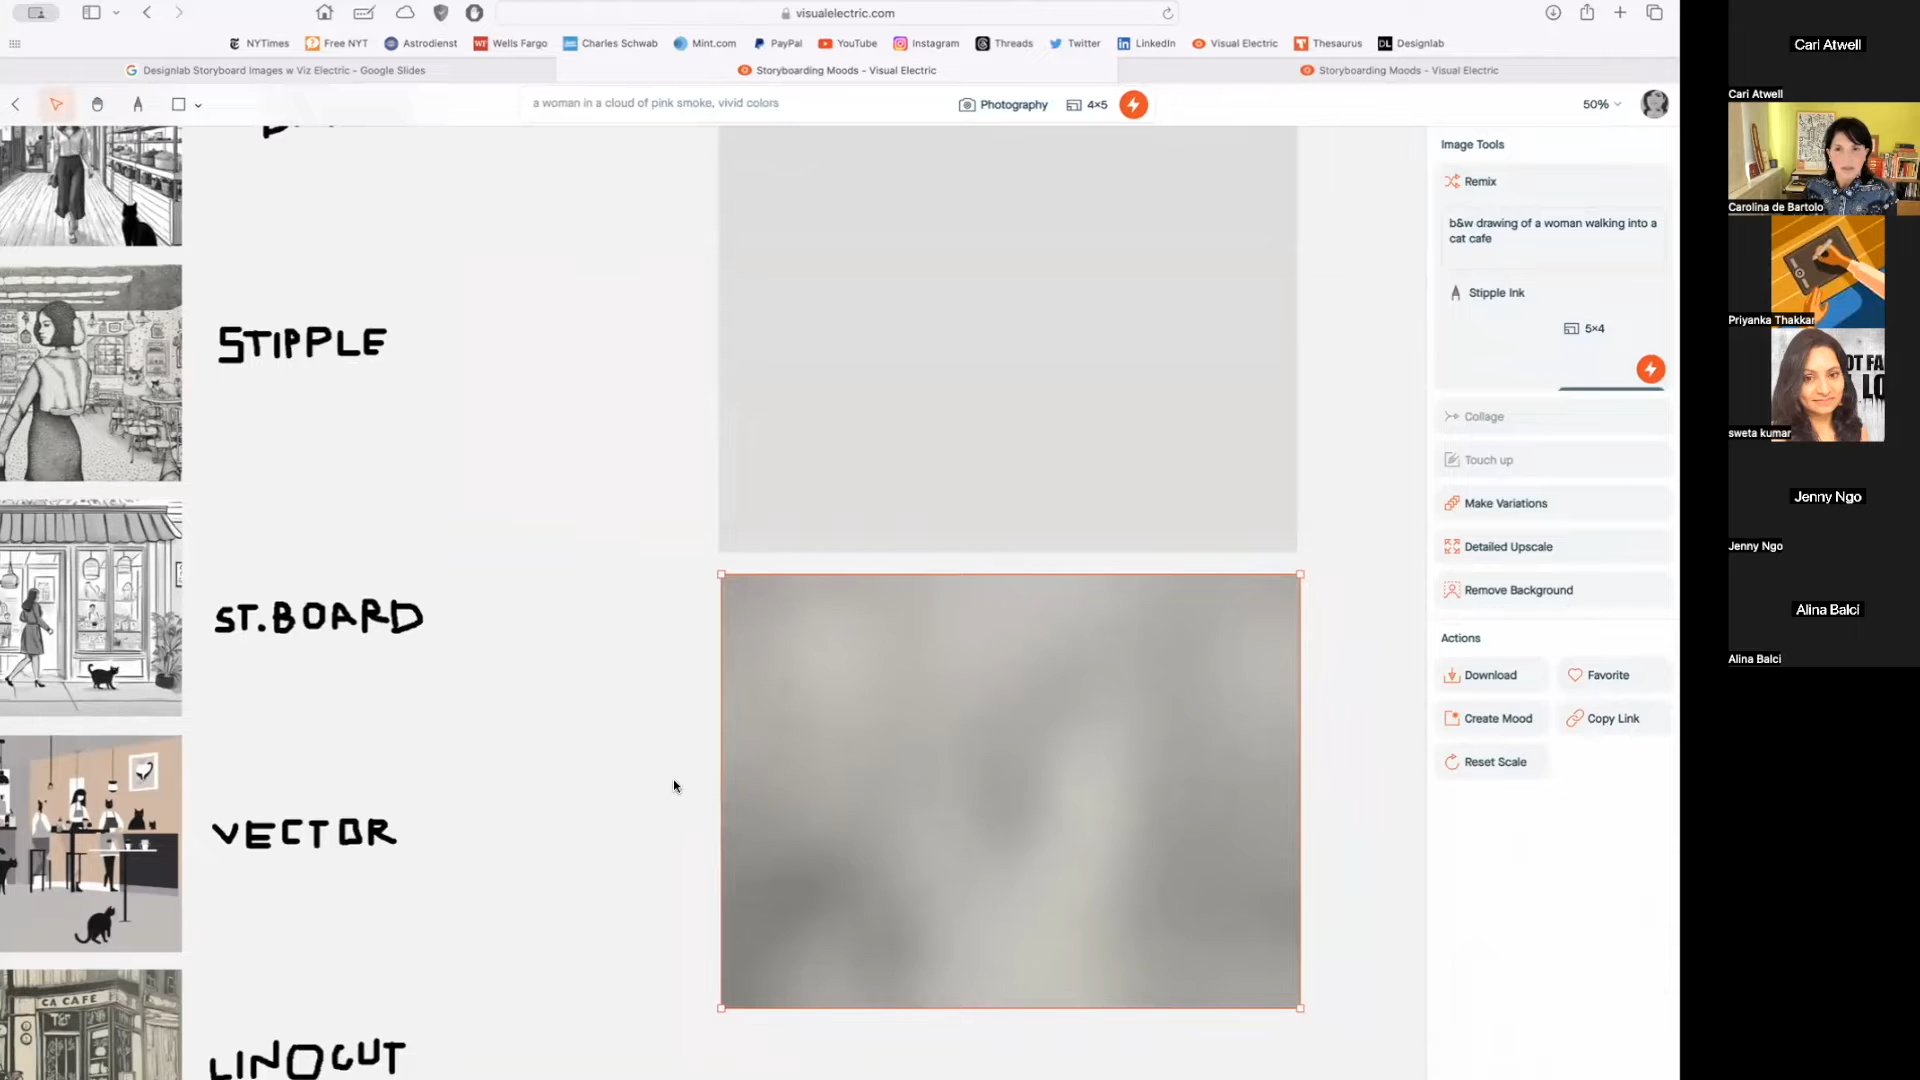 visualelectric.com
NYTimes Free NYT Astrodienst Wells Fargo Charles Schwab Mint.com PayPal YouTube Instagram Threads Twitter LinkedIn Visual Electric Thesaurus DL Designlab
Designlab Storyboard Images w Viz Electric - Google Slides
Storyboarding Moods - Visual Electric
Storyboarding Moods - Visual Electric
a woman in a cloud of pink smoke, vivid colors
Photography
4×5
50%
STIPPLE
ST.BOARD
VECTOR
CA CAFE
LINOCUT
Image Tools
Remix
b&w drawing of a woman walking into a
cat cafe
Stipple Ink
5×4
Collage
Touch up
Make Variations
Detailed Upscale
Remove Background
Actions
Download
Favorite
Create Mood
Copy Link
Reset Scale
Cari Atwell
Cari Atwell
Carolina de Bartolo
Priyanka Thakkar
sweta kumar
Jenny Ngo
Jenny Ngo
Alina Balci
Alina Balci